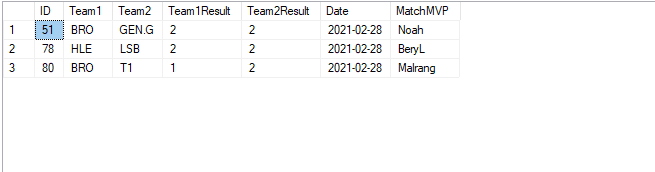 ID Team1 Team2 Team1Result Team2Result Date MatchMVP
1 51 BRO GEN.G 2 2 2021-02-28 Noah
2 78 HLE LSB 2 2 2021-02-28 BeryL
3 80 BRO T1 1 2 2021-02-28 Malrang